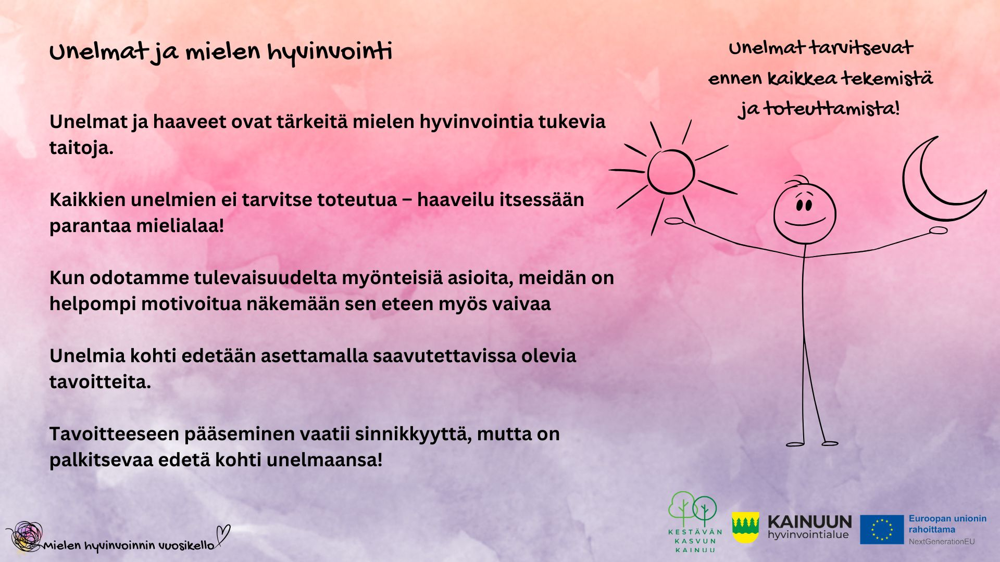 Unelmat ja mielen hyvinvointi
Unelmat ja haaveet ovat tärkeitä mielen hyvinvointia tukevia
taitoja.
Kaikkien unelmien ei tarvitse toteutua – haaveilu itsessään
parantaa mielialaa!
Kun odotamme tulevaisuudelta myönteisiä asioita, meidän on
helpompi motivoitua näkemään sen eteen myös vaivaa
Unelmia kohti edetään asettamalla saavutettavissa olevia
tavoitteita.
Tavoitteeseen pääseminen vaatii sinnikkyyttä, mutta on
palkitsevaa edetä kohti unelmaansa!
Unelmat tarvitsevat
ennen kaikkea tekemistä
ja toteuttamista!
Mielen hyvinvoinnin vuosikello
KESTÄVÄN
KASVUN
KAINUU
KAINUUN
hyvinvointialue
Euroopan unionin
rahoittama
NextGenerationEU